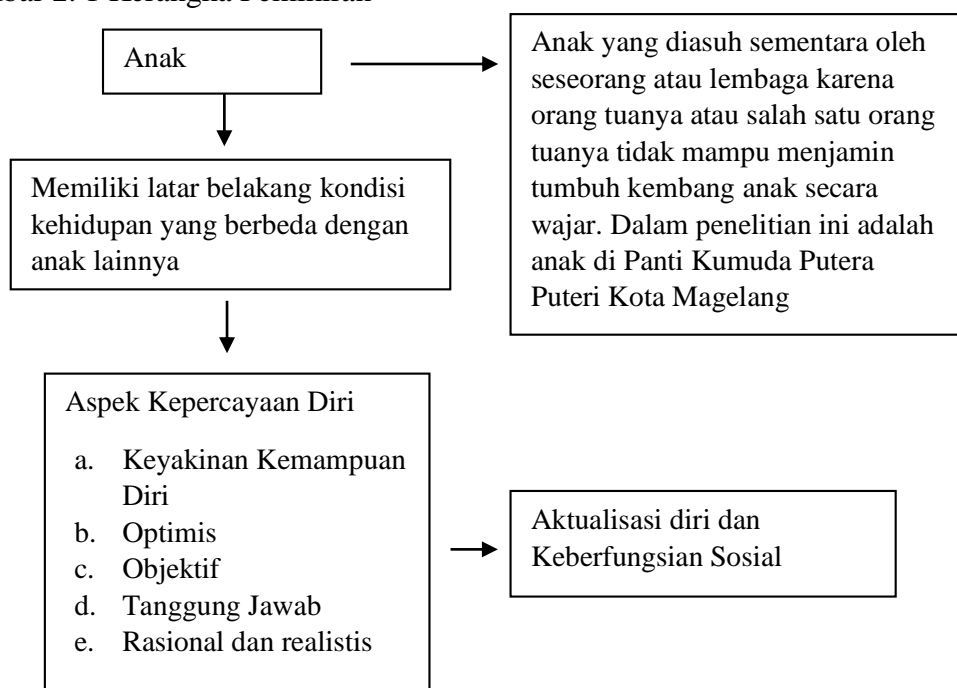 Anak
Anak yang diasuh sementara oleh
seseorang atau lembaga karena
orang tuanya atau salah satu orang
tuanya tidak mampu menjamin
tumbuh kembang anak secara
wajar. Dalam penelitian ini adalah
anak di Panti Kumuda Putera
Puteri Kota Magelang
Memiliki latar belakang kondisi
kehidupan yang berbeda dengan
anak lainnya
Aspek Kepercayaan Diri
a. Keyakinan Kemampuan
Diri
b. Optimis
c. Objektif
d. Tanggung Jawab
e. Rasional dan realistis
Aktualisasi diri dan
Keberfungsian Sosial